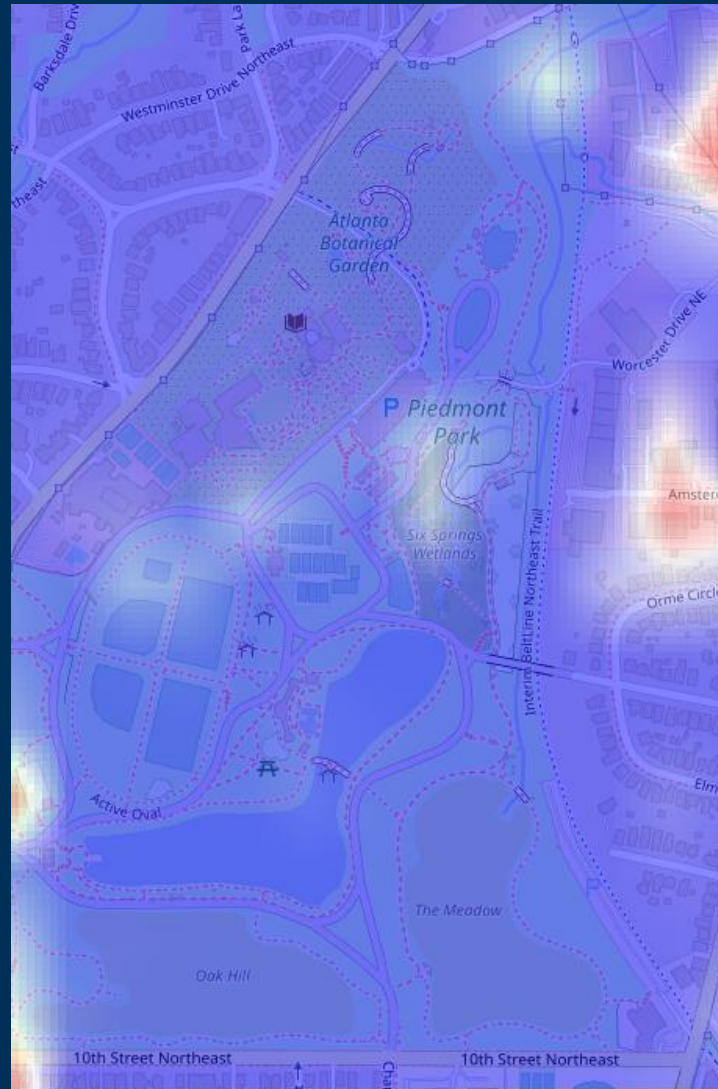 Barksdale Driv
Park La
Westminster Drive Northeast
theast
Atlanta
Botanical
Garden
Worcester Drive NE
P
Piedmont
Park
Amster
Six Springs
Wetlands
Interim BeltLine Northeast Trail
Orme Circle
Elm
Active Oval
P
The Meadow
Oak Hill
10th Street Northeast
10th Street Northeast
Cha